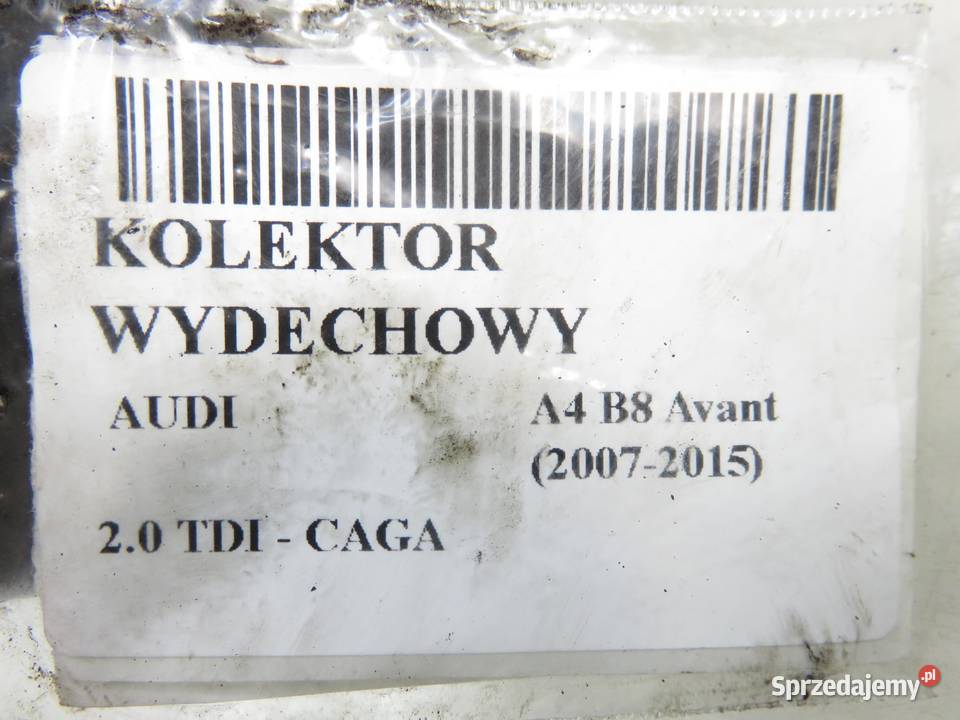 KOLEKTOR
WYDECHOWY
AUDI
A4 B8 Avant
(2007-2015)
2.0 TDI - CAGA
Sprzedajemy.pl